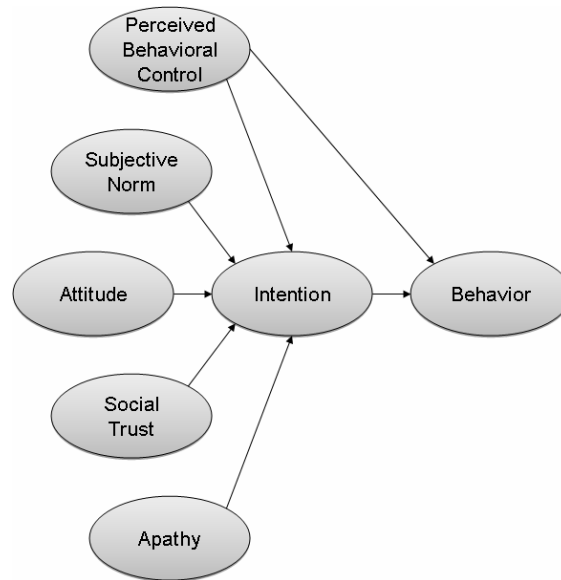 Perceived
Behavioral
Control
Subjective
Norm
Attitude
Intention
Behavior
Social
Trust
Apathy